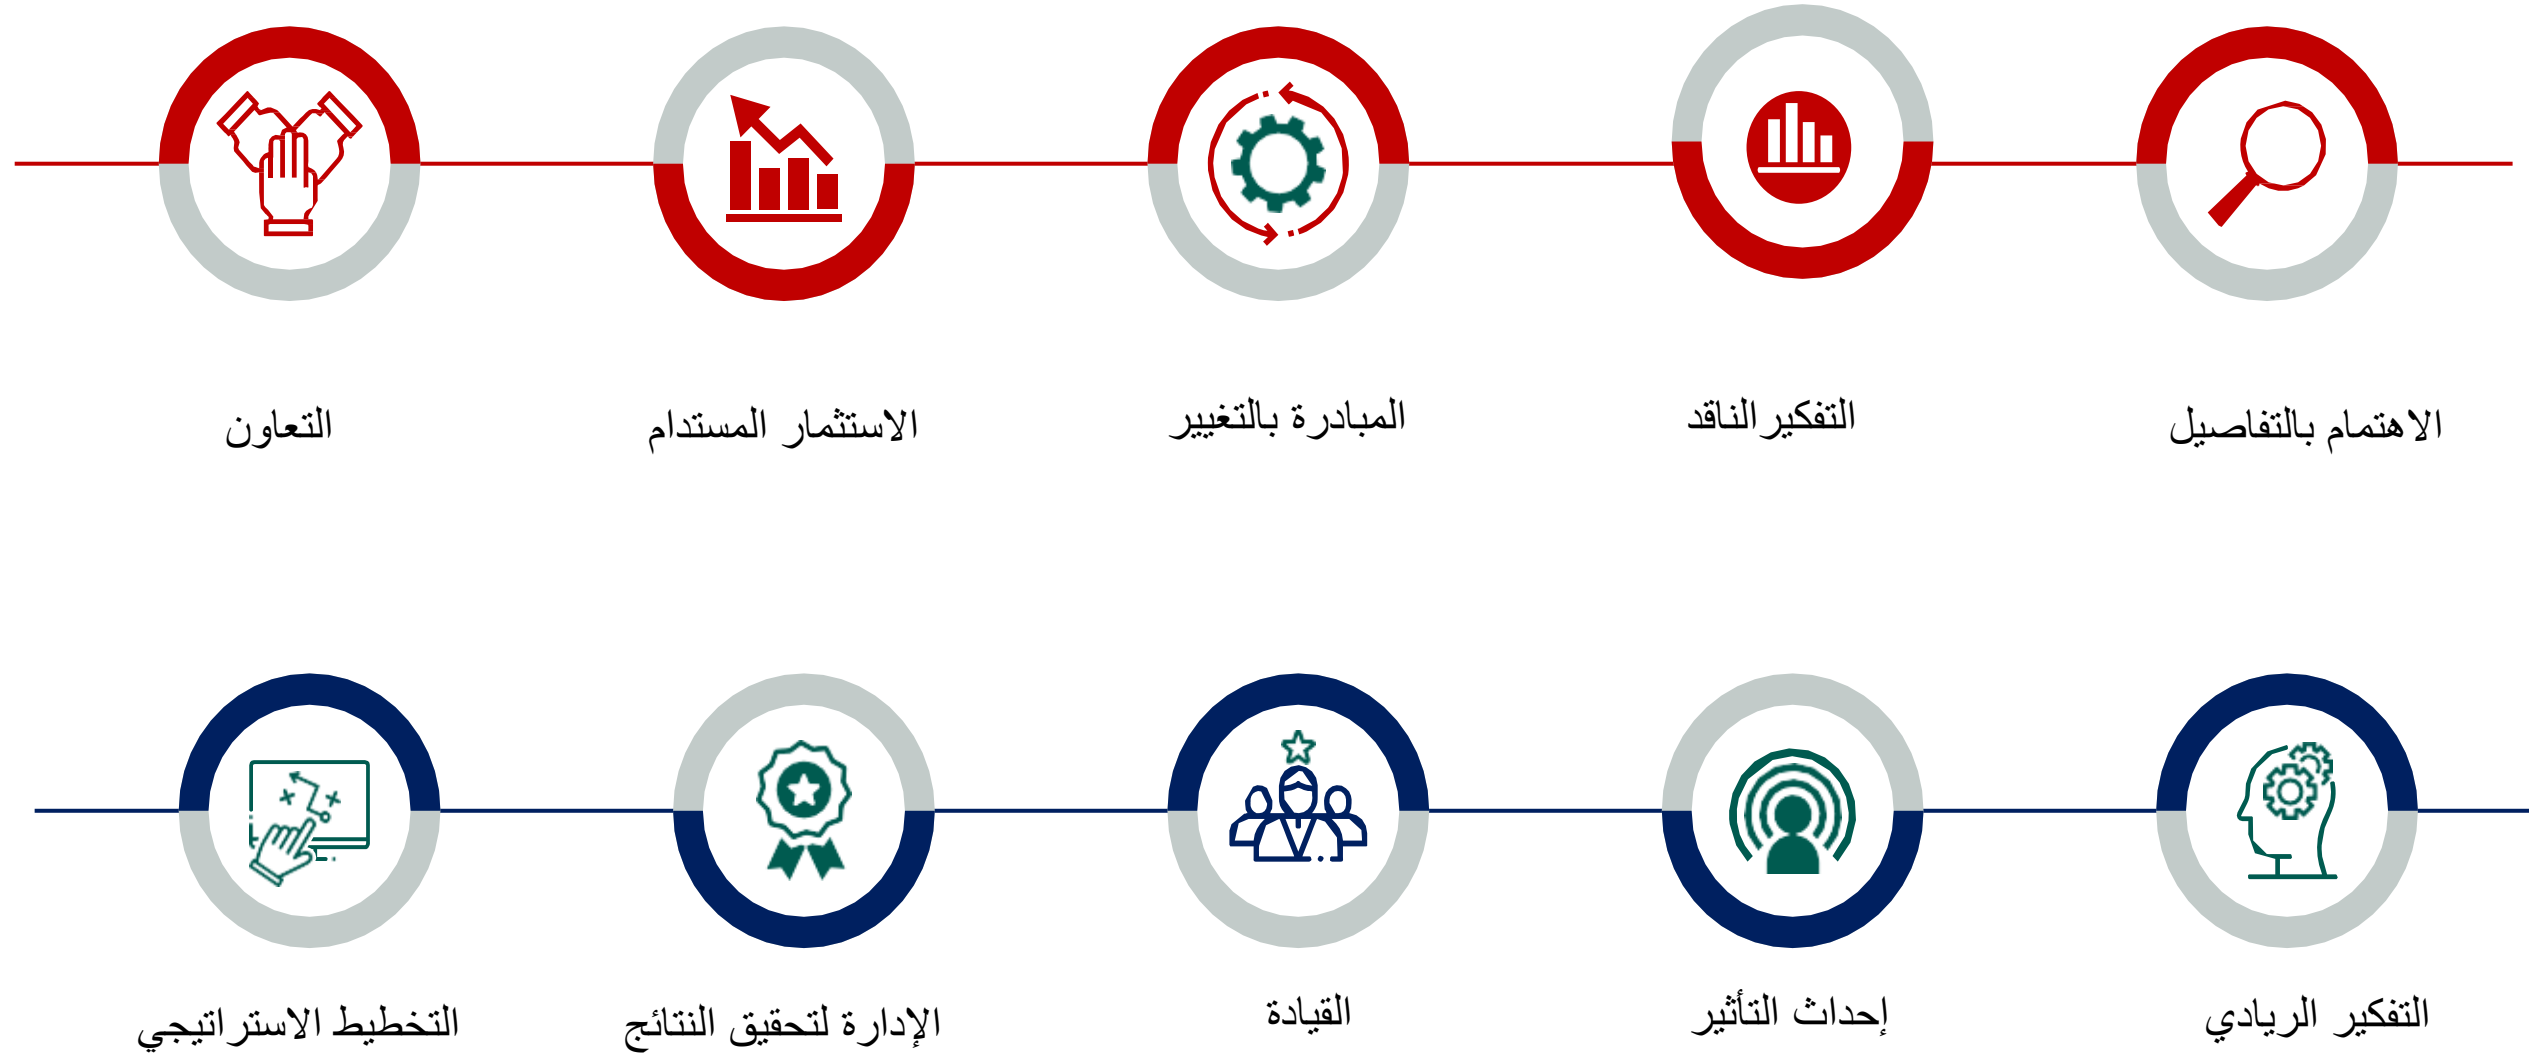 الاهتمام بالتفاصيل
التفكير الناقد
المبادرة بالتغيير
الاستثمار المستدام
التعاون
التفكير الريادي
إحداث التأثير
القيادة
الإدارة لتحقيق النتائج
التخطيط الاستراتيجي